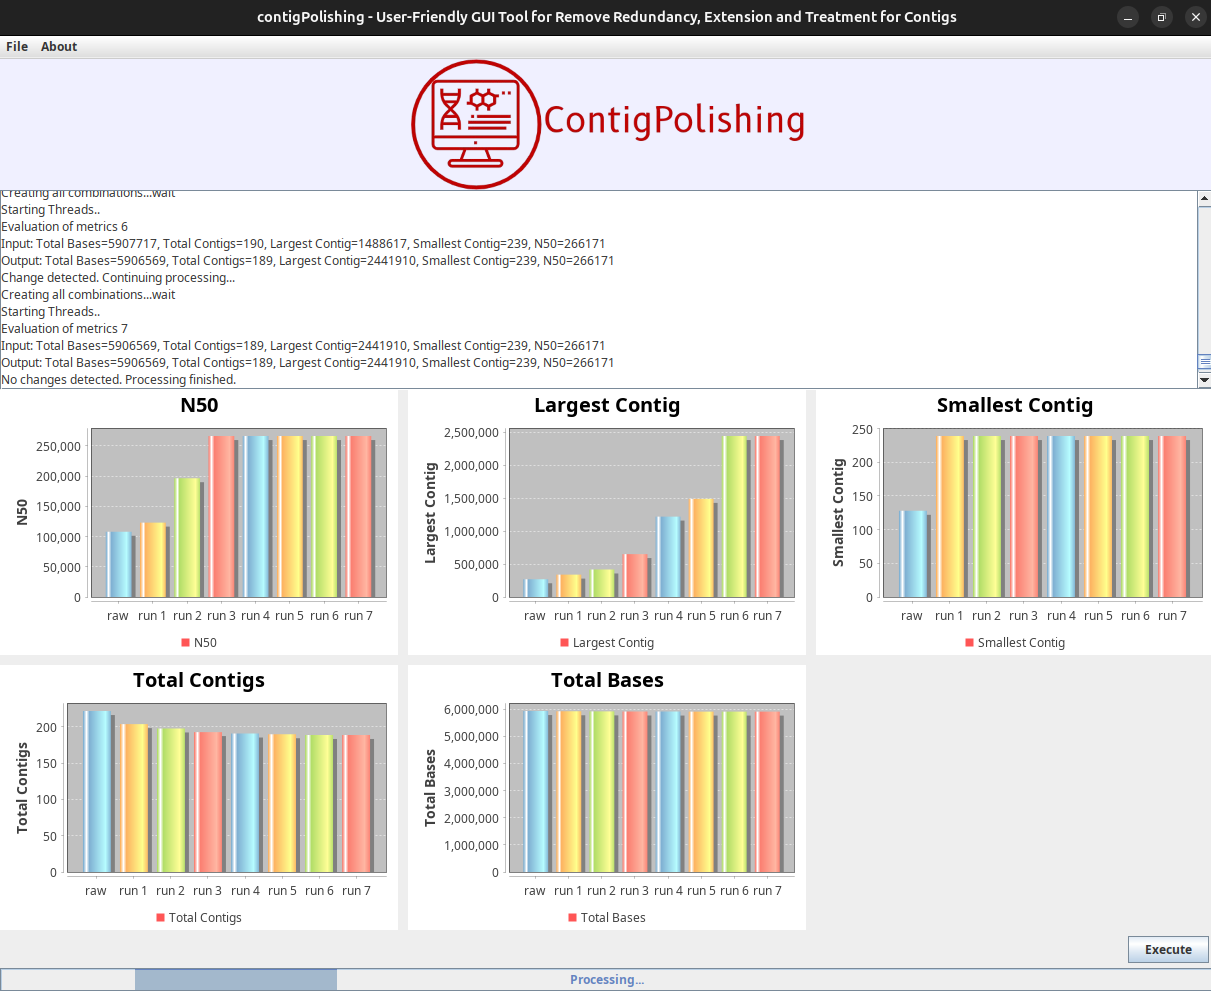 contigPolishing - User-Friendly GUI Tool for Remove Redundancy, Extension and Treatment for Contigs
File About
ContigPolishing
Creating all combinations...wait
Starting Threads..
Evaluation of metrics 6
Input: Total Bases=5907717, Total Contigs=190, Largest Contig=1488617, Smallest Contig=239, N50=266171
Output: Total Bases=5906569, Total Contigs=189, Largest Contig=2441910, Smallest Contig=239, N50=266171
Change detected. Continuing processing...
Creating all combinations...wait
Starting Threads..
Evaluation of metrics 7
Input: Total Bases=5906569, Total Contigs=189, Largest Contig=2441910, Smallest Contig=239, N50=266171
Output: Total Bases=5906569, Total Contigs=189, Largest Contig=2441910, Smallest Contig=239, N50=266171
No changes detected. Processing finished.
N50
N50
250,000
200,000
150,000
100,000
50,000
0
raw run 1 run 2 run 3 run 4 run 5 run 6 run 7
N50
Largest Contig
Largest Contig
2,500,000
2,000,000
1,500,000
1,000,000
500,000
0
raw run 1 run 2 run 3 run 4 run 5 run 6 run 7
Largest Contig
Smallest Contig
Smallest Contig
250
200
150
100
50
0
raw run 1 run 2 run 3 run 4 run 5 run 6 run 7
Smallest Contig
Total Contigs
Total Contigs
200
150
100
50
0
raw run 1 run 2 run 3 run 4 run 5 run 6 run 7
Total Contigs
Total Bases
Total Bases
6,000,000
5,000,000
4,000,000
3,000,000
2,000,000
1,000,000
0
raw run 1 run 2 run 3 run 4 run 5 run 6 run 7
Total Bases
Execute
Processing...